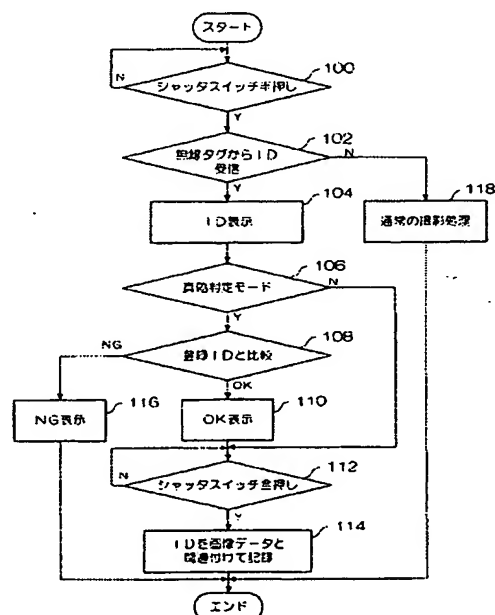 スタート
100
シャッタスイッチ半押し
N
Y
102
無線タグからID
受信
N
Y
104
118
ID表示
通常の撮影処理
106
真贋判定モード
N
Y
108
登録IDと比較
NG
OK
116
110
NG表示
OK表示
112
シャッタスイッチ全押し
N
Y
114
IDを画像データと
関連付けて記録
エンド